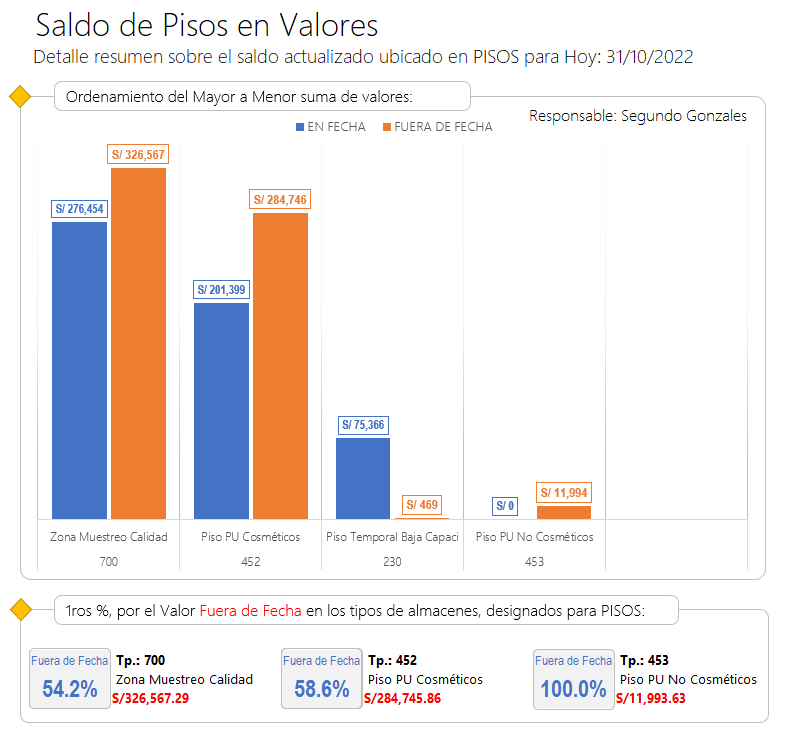 Saldo de Pisos en Valores
Detalle resumen sobre el saldo actualizado ubicado en PISOS para Hoy: 31/10/2022
Ordenamiento del Mayor a Menor suma de valores:
Responsable: Segundo Gonzales
EN FECHA FUERA DE FECHA
S/ 276,454
S/ 326,567
S/ 201,399
S/ 284,746
S/ 75,366
S/ 469
S/ 0
S/ 11,994
Zona Muestreo Calidad
Piso PU Cosméticos
Piso Temporal Baja Capaci
Piso PU No Cosméticos
700
452
230
453
1ros %, por el Valor Fuera de Fecha en los tipos de almacenes, designados para PISOS:
Fuera de Fecha
54.2%
Tp.: 700
Zona Muestreo Calidad
S/326,567.29
Fuera de Fecha
58.6%
Tp.: 452
Piso PU Cosméticos
S/284,745.86
Fuera de Fecha
100.0%
Tp.: 453
Piso PU No Cosméticos
S/11,993.63